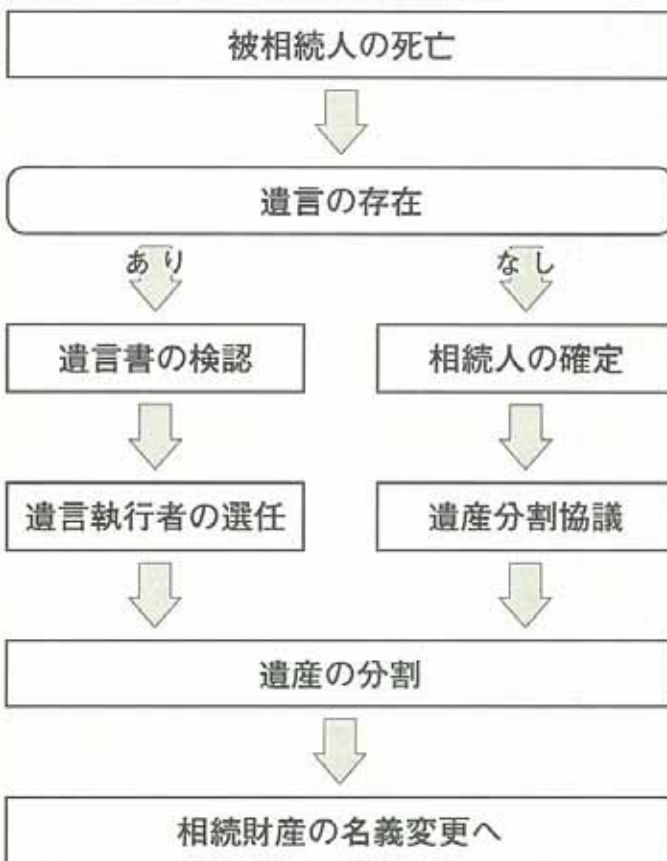 被相続人の死亡
遺言の存在
あり
なし
遺言書の検認
相続人の確定
遺言執行者の選任
遺産分割協議
遺産の分割
相続財産の名義変更へ